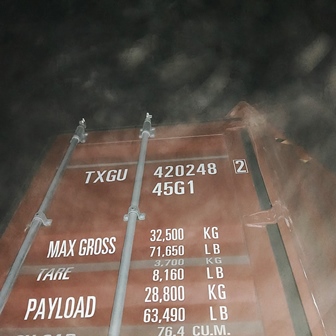 TXGU 420248 2
45G1
MAX GROSS 32,500 KG
71,650 LB
TARE 3,700 KG
8,160 LB
PAYLOAD 28,800 KG
63,490 LB
76.4 CU.M.